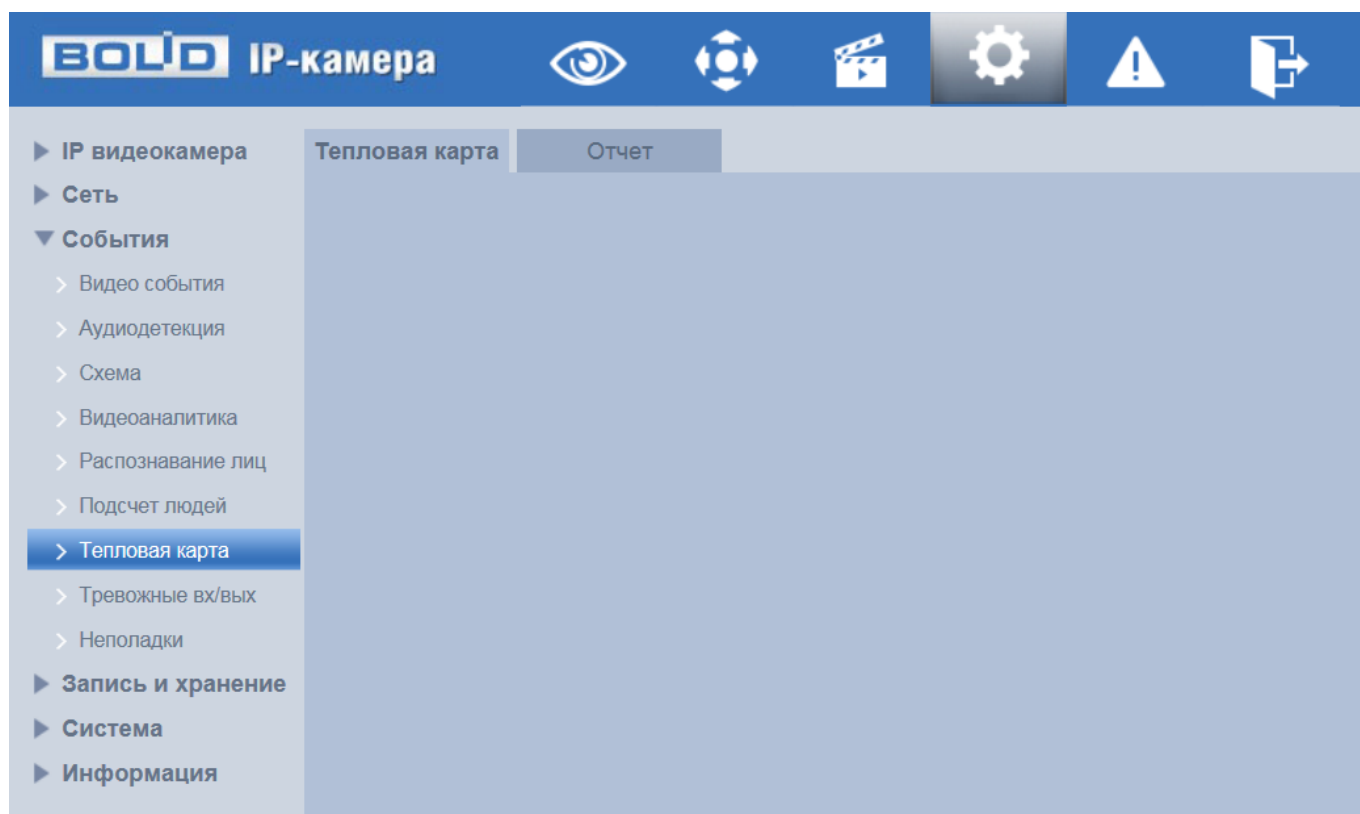 BOLID IP-камера
IP видеокамера
Сеть
События
Видео события
Аудиодетекция
Схема
Видеоаналитика
Распознавание лиц
Подсчет людей
Тепловая карта
Тревожные вх/вых
Неполадки
Запись и хранение
Система
Информация
Тепловая карта
Отчет